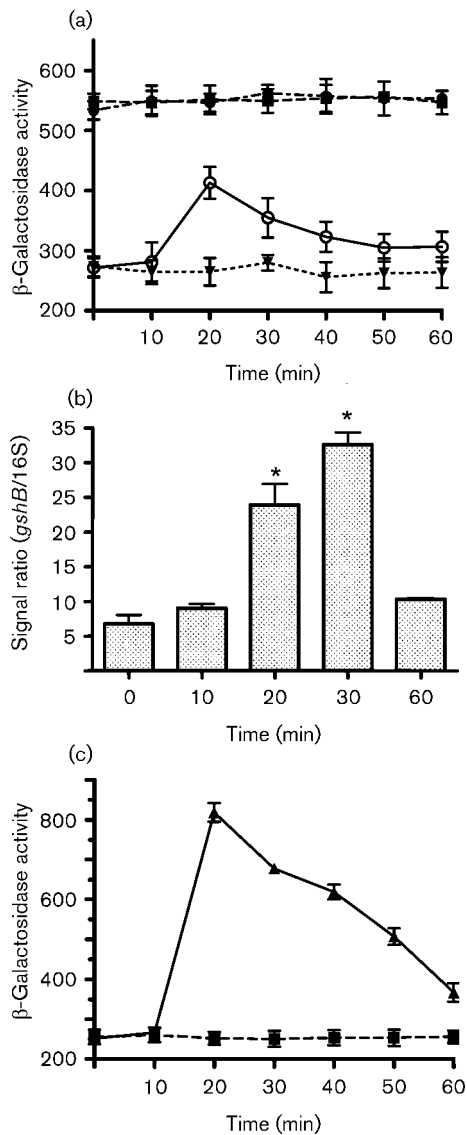 (a)
600
500
400
300
200
β-Galactosidase activity
10 20 30 40 50 60
Time (min)
(b)
35
30
25
20
15
10
5
Signal ratio (gshB/16S)
* *
0 10 20 30 60
Time (min)
(c)
800
600
400
200
β-Galactosidase activity
10 20 30 40 50 60
Time (min)